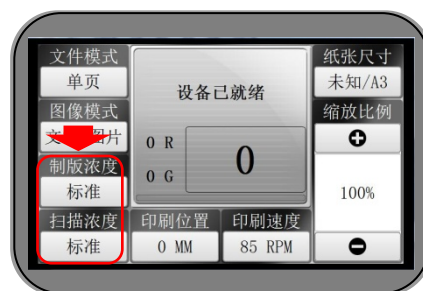 文件模式
单页
图像模式
文 片
制版浓度
标准
扫描浓度
标准
设备已就绪
0 R
0 G
0
印刷位置
0 MM
印刷速度
85 RPM
纸张尺寸
未知/A3
缩放比例
100%